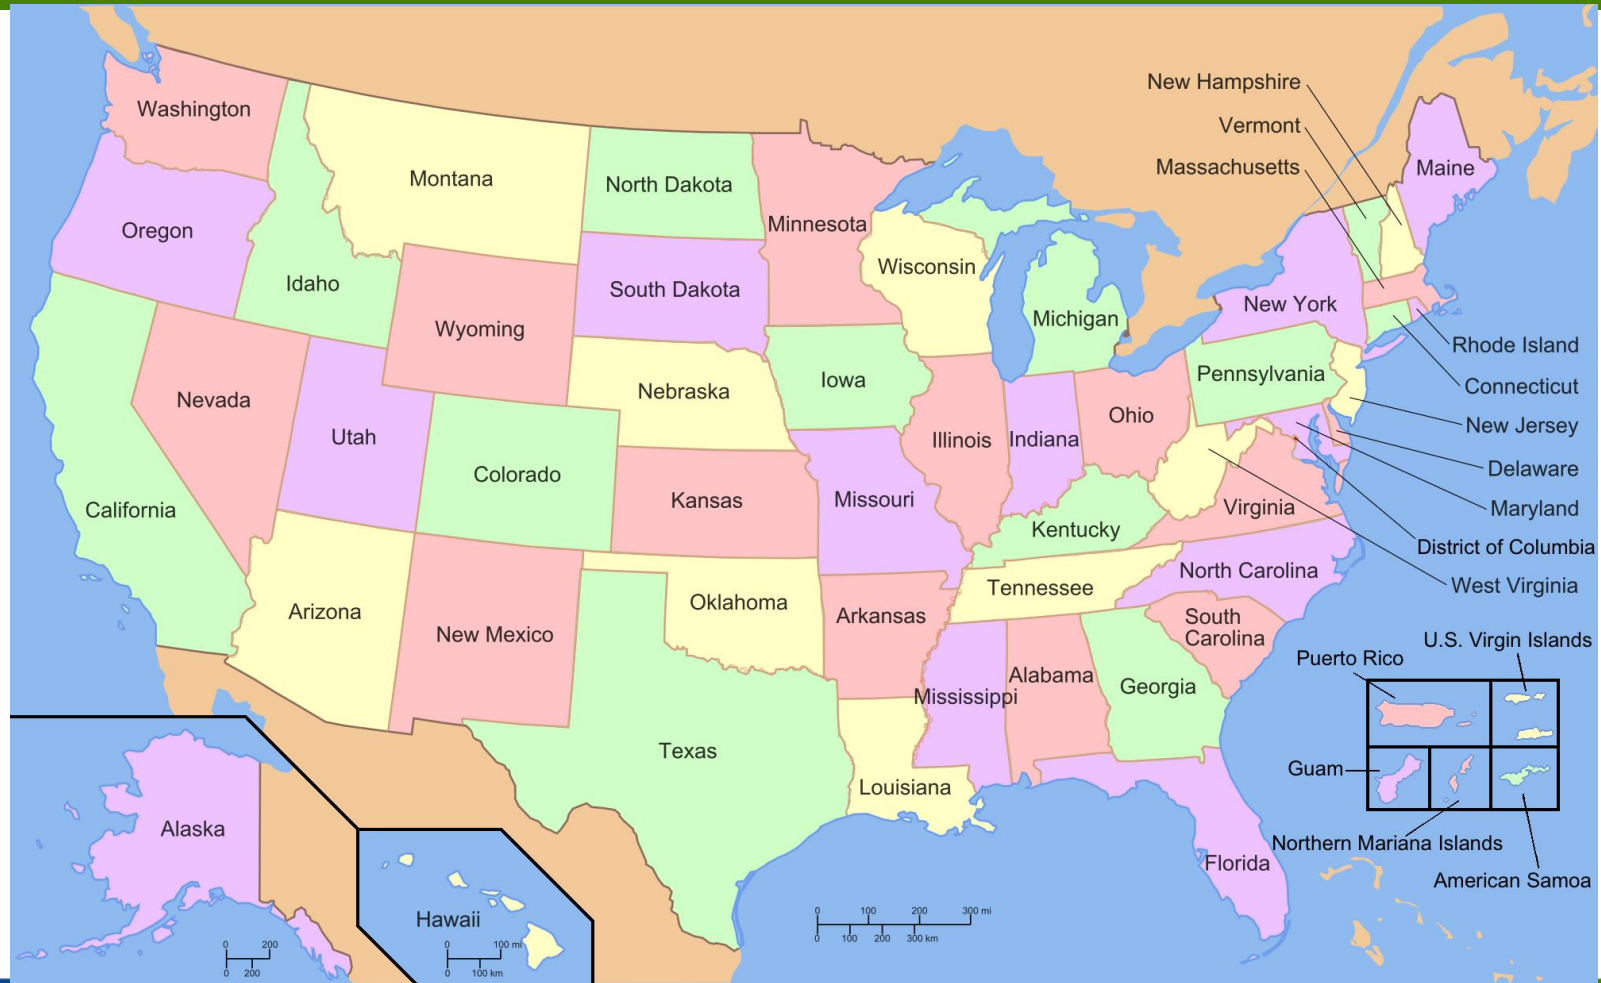 New Hampshire
Vermont
Massachusetts
Washington
Montana
North Dakota
Minnesota
Maine
Oregon
Idaho
Wisconsin
South Dakota
Michigan
New York
Wyoming
Rhode Island
Nebraska
Iowa
Pennsylvania
Connecticut
Nevada
Utah
Illinois
Indiana
Ohio
New Jersey
Colorado
Kansas
Missouri
Delaware
California
Kentucky
Virginia
Maryland
District of Columbia
Arizona
Oklahoma
Tennessee
North Carolina
West Virginia
New Mexico
Arkansas
South
Carolina
U.S. Virgin Islands
Puerto Rico
Mississippi
Alabama
Georgia
Texas
Louisiana
Guam
Alaska
Northern Mariana Islands
Florida
American Samoa
Hawaii
0 100 200 300 mi
0 100 200 300 km
0 200
0 200
0 100 mi
0 100 km